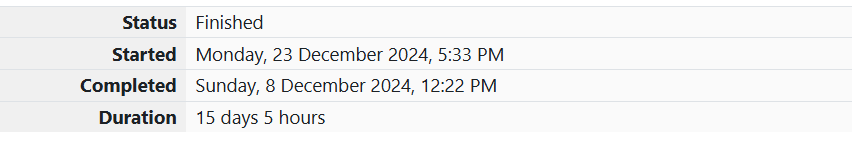 Status Finished
Started Monday, 23 December 2024, 5:33 PM
Completed Sunday, 8 December 2024, 12:22 PM
Duration 15 days 5 hours